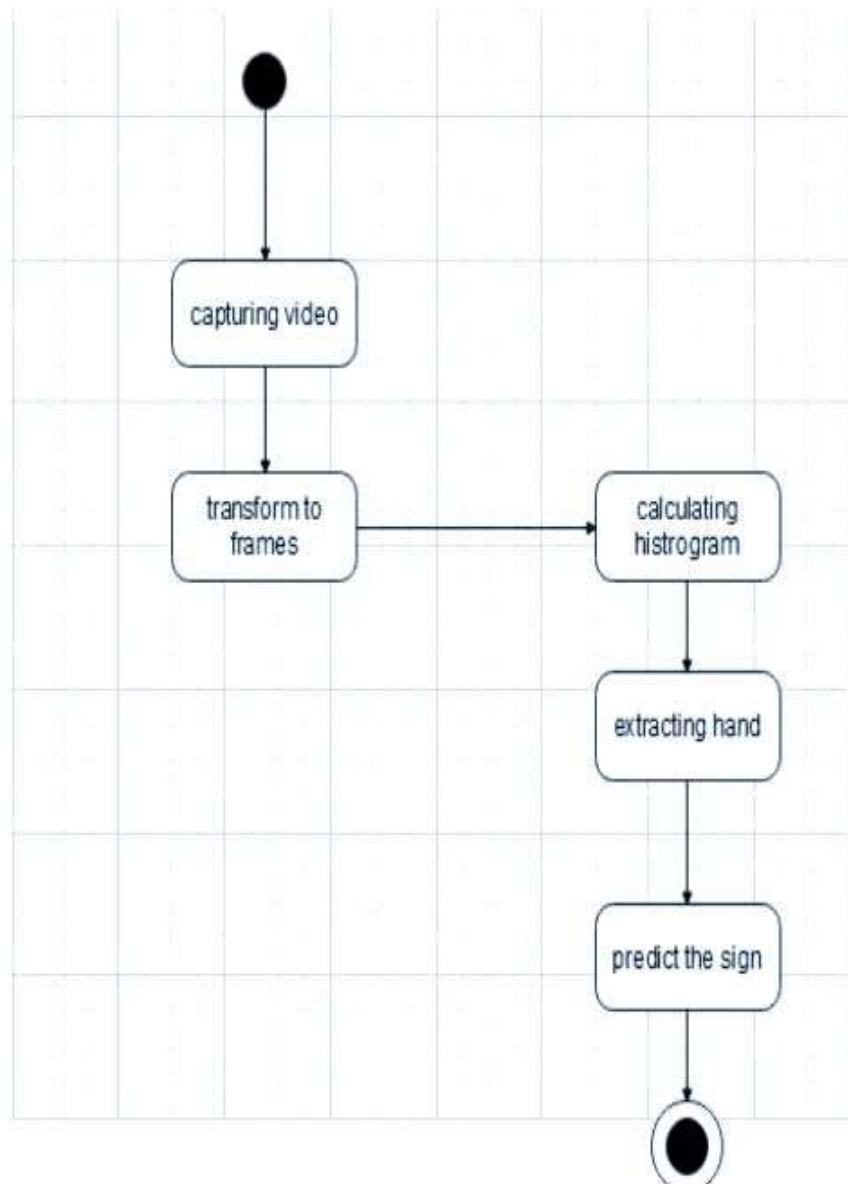 capturing video
transform to
frames
calculating
histrogram
extracting hand
predict the sign